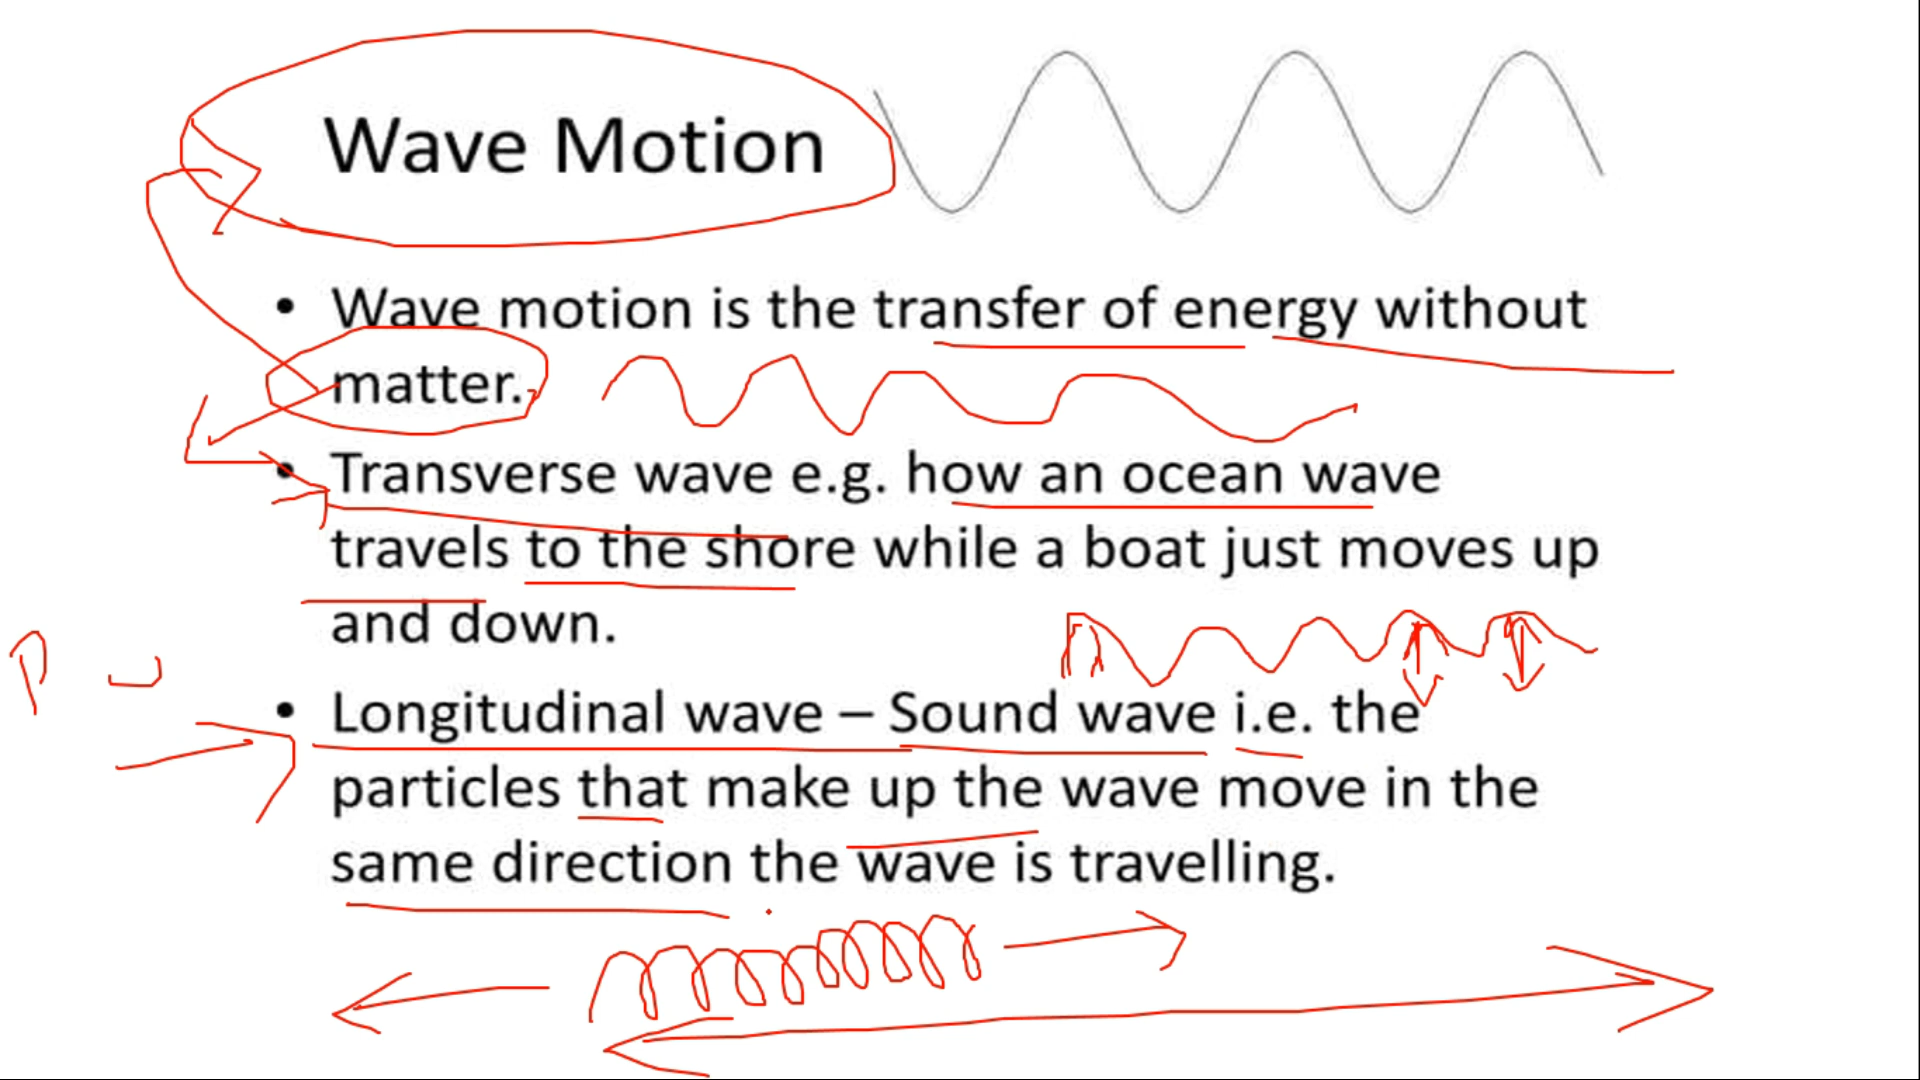 Wave Motion
• Wave motion is the transfer of energy without
matter.
• Transverse wave e.g. how an ocean wave
travels to the shore while a boat just moves up
and down.
P
• Longitudinal wave – Sound wave i.e. the
particles that make up the wave move in the
same direction the wave is travelling.